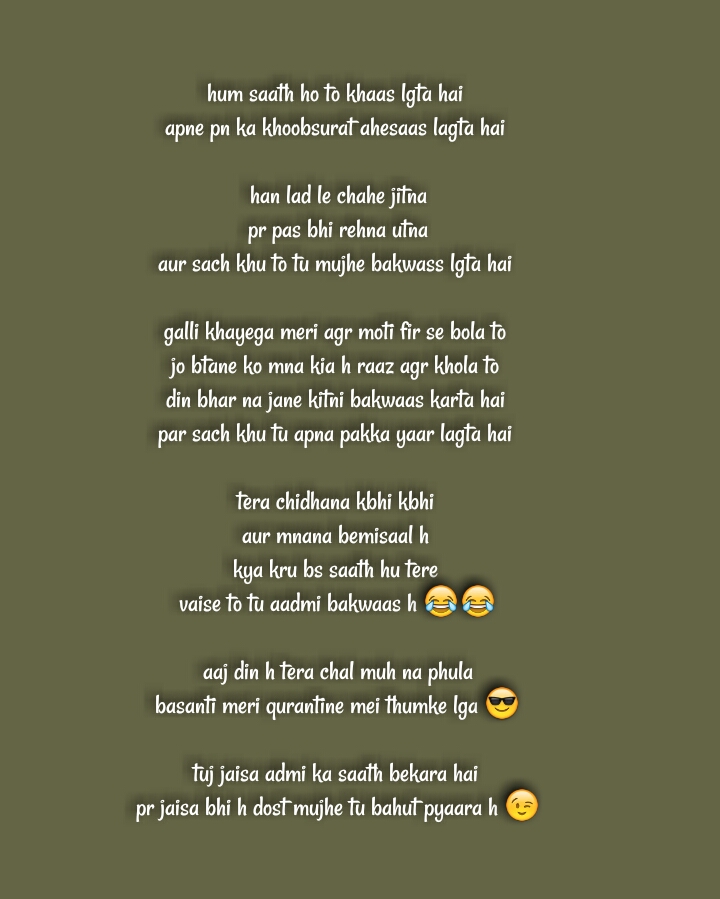 hum saath ho to khaas lgta hai
apne pn ka khoobsurat ahesaas lagta hai
han lad le chahe jitna
pr pas bhi rehna utna
aur sach khu to tu mujhe bakwass lgta hai
galli khayega meri agr moti fir se bola to
jo btane ko mna kia h raaz agr khola to
din bhar na jane kitni bakwaas karta hai
par sach khu tu apna pakka yaar lagta hai
tera chidhana kbhi kbhi
aur mnana bemisaal h
kya kru bs saath hu tere
vaise to tu aadmi bakwaas h 😂😂
aaj din h tera chal muh na phula
basanti meri qurantine mei thumke lga 😎
tuj jaisa admi ka saath bekara hai
pr jaisa bhi h dost mujhe tu bahut pyaara h 😉